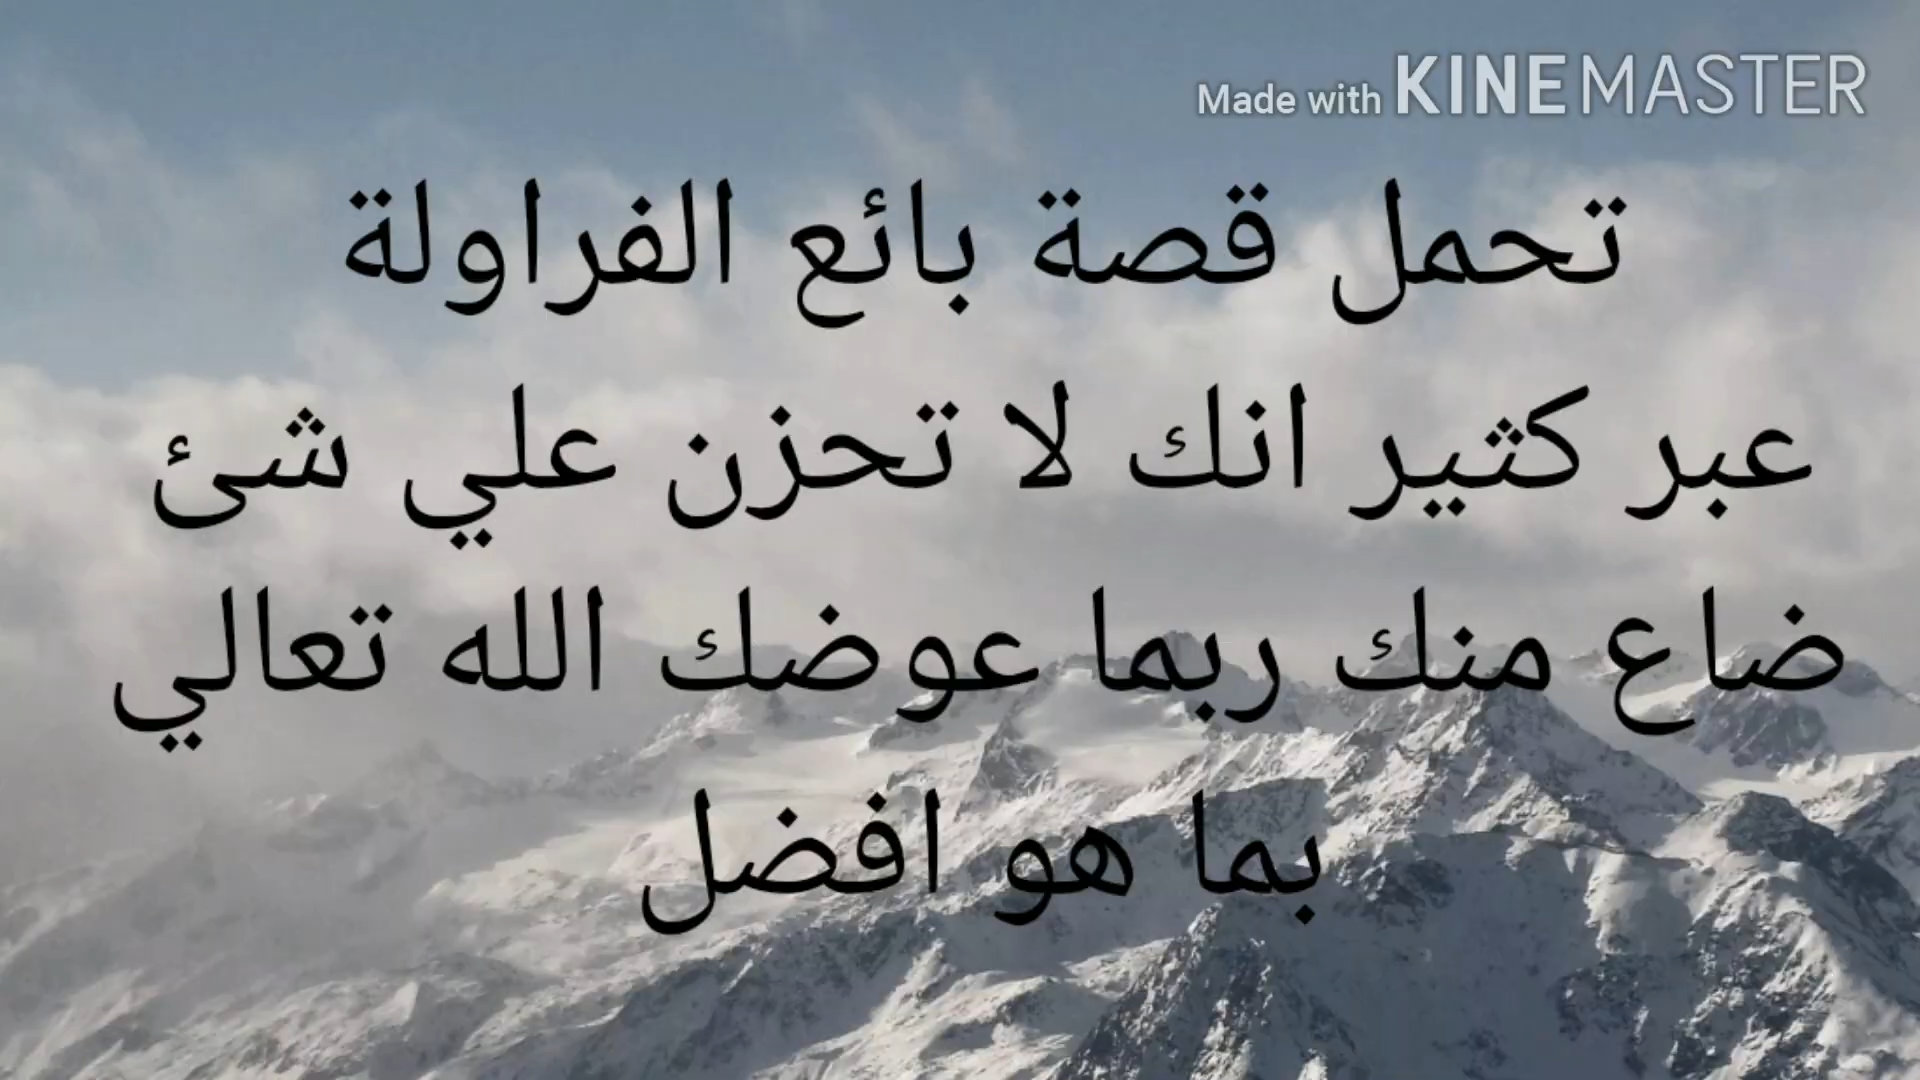 Made with KINEMASTER
تحمل قصة بائع الفراولة
عبر كثير انك لا تحزن علي شئ
ضاع منك ربما عوضك الله تعالي
بما هو افضل